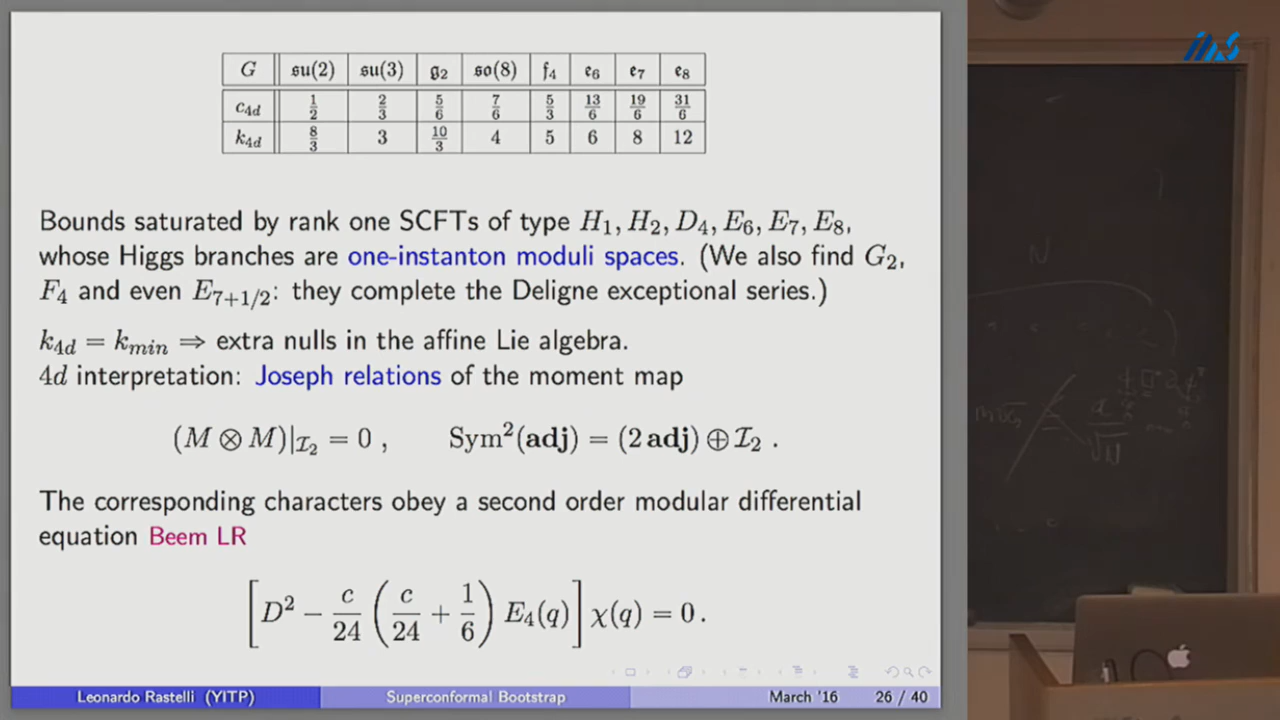 G su(2) su(3) g₂ so(8) f₄ e₆ e₇ e₈
c₄d 1/2 2/3 5/6 7/6 5/3 13/6 19/6 31/6
k₄d 8/3 3 10/3 4 5 6 8 12
Bounds saturated by rank one SCFTs of type H₁, H₂, D₄, E₆, E₇, E₈,
whose Higgs branches are one-instanton moduli spaces. (We also find G₂,
F₄ and even E₇₊₁/₂: they complete the Deligne exceptional series.)
k₄d = kmin ⇒ extra nulls in the affine Lie algebra.
4d interpretation: Joseph relations of the moment map
(M ⊗ M)|_{I₂} = 0 , Sym²(adj) = (2 adj) ⊕ I₂ .
The corresponding characters obey a second order modular differential
equation Beem LR
[D² − c/24 (c/24 + 1/6) E₄(q)] χ(q) = 0 .
Leonardo Rastelli (YITP) Superconformal Bootstrap March '16 26 / 40
ihes
N